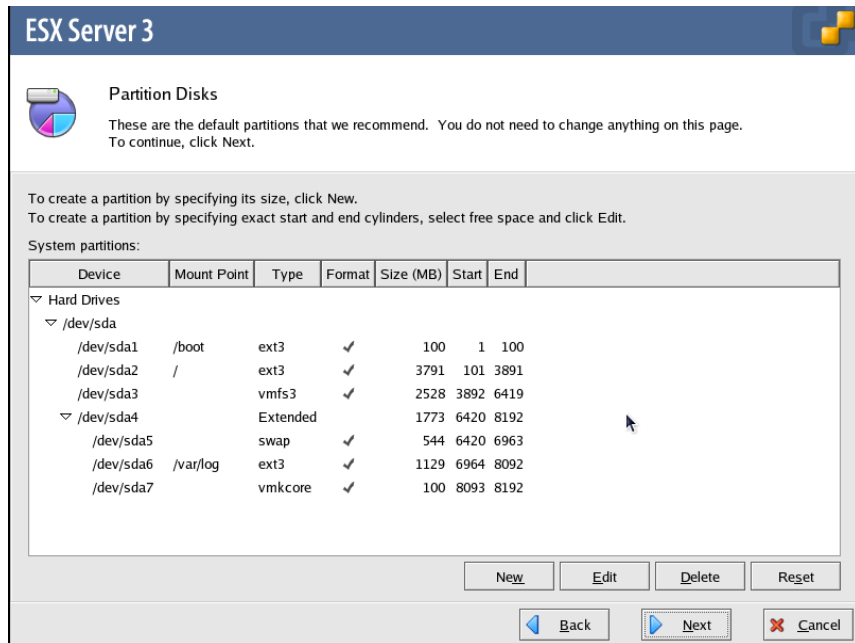 ESX Server 3
Partition Disks
These are the default partitions that we recommend. You do not need to change anything on this page.
To continue, click Next.
To create a partition by specifying its size, click New.
To create a partition by specifying exact start and end cylinders, select free space and click Edit.
System partitions:
Device Mount Point Type Format Size (MB) Start End
Hard Drives
/dev/sda
/dev/sda1 /boot ext3 ✓ 100 1 100
/dev/sda2 / ext3 ✓ 3791 101 3891
/dev/sda3 vmfs3 ✓ 2528 3892 6419
/dev/sda4 Extended 1773 6420 8192
/dev/sda5 swap ✓ 544 6420 6963
/dev/sda6 /var/log ext3 ✓ 1129 6964 8092
/dev/sda7 vmkcore ✓ 100 8093 8192
New Edit Delete Reset
Back Next Cancel